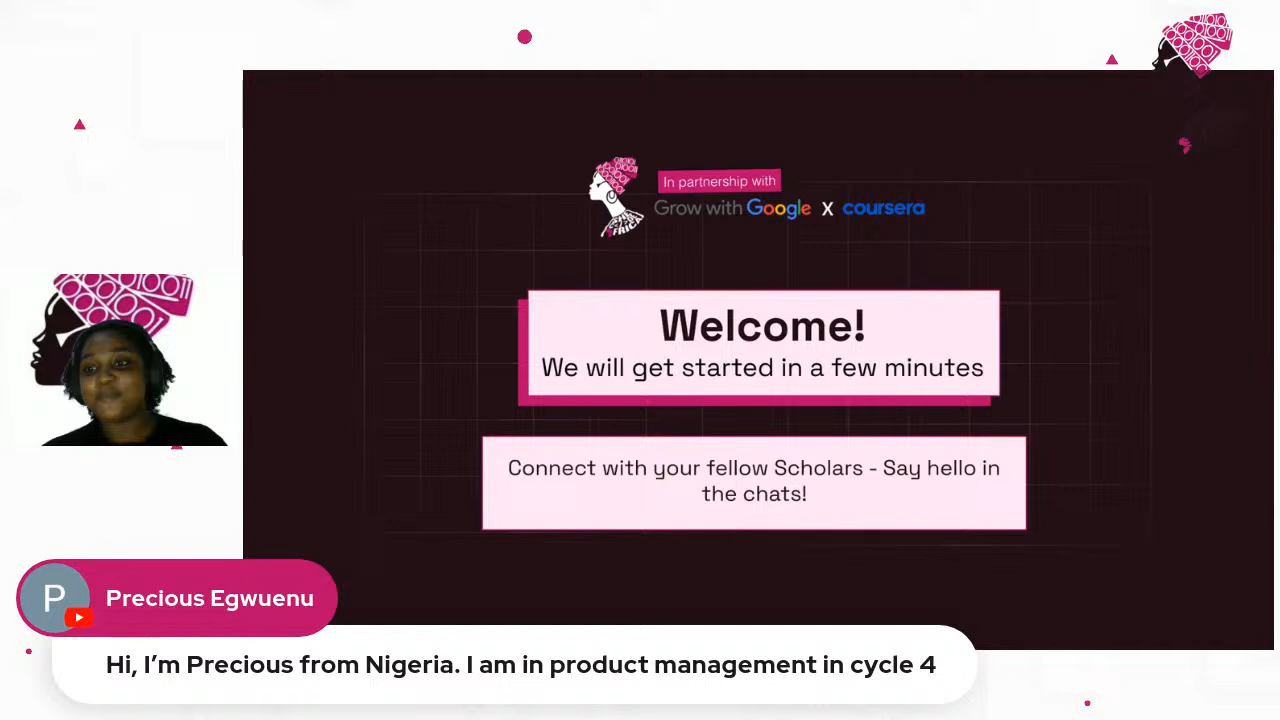 In partnership with
Grow with Google X coursera
Welcome!
We will get started in a few minutes
Connect with your fellow Scholars - Say hello in
the chats!
P
Precious Egwuenu
Hi, I'm Precious from Nigeria. I am in product management in cycle 4